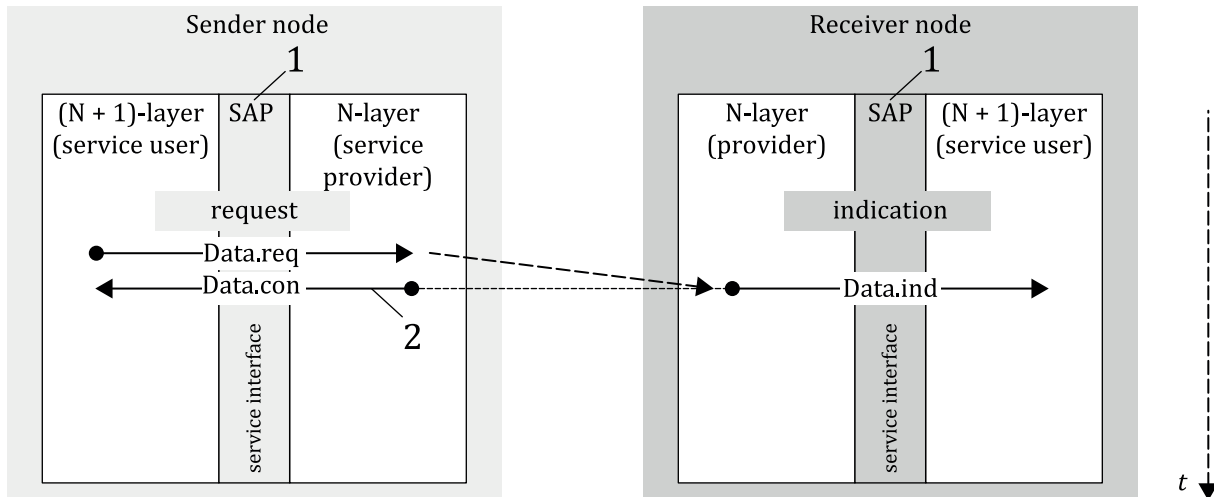 Sender node
1
(N + 1)-layer
(service user)
SAP
N-layer
(service
provider)
request
Data.req
Data.con
2
service interface
Receiver node
1
N-layer
(provider)
SAP
(N + 1)-layer
(service user)
indication
Data.ind
service interface
t